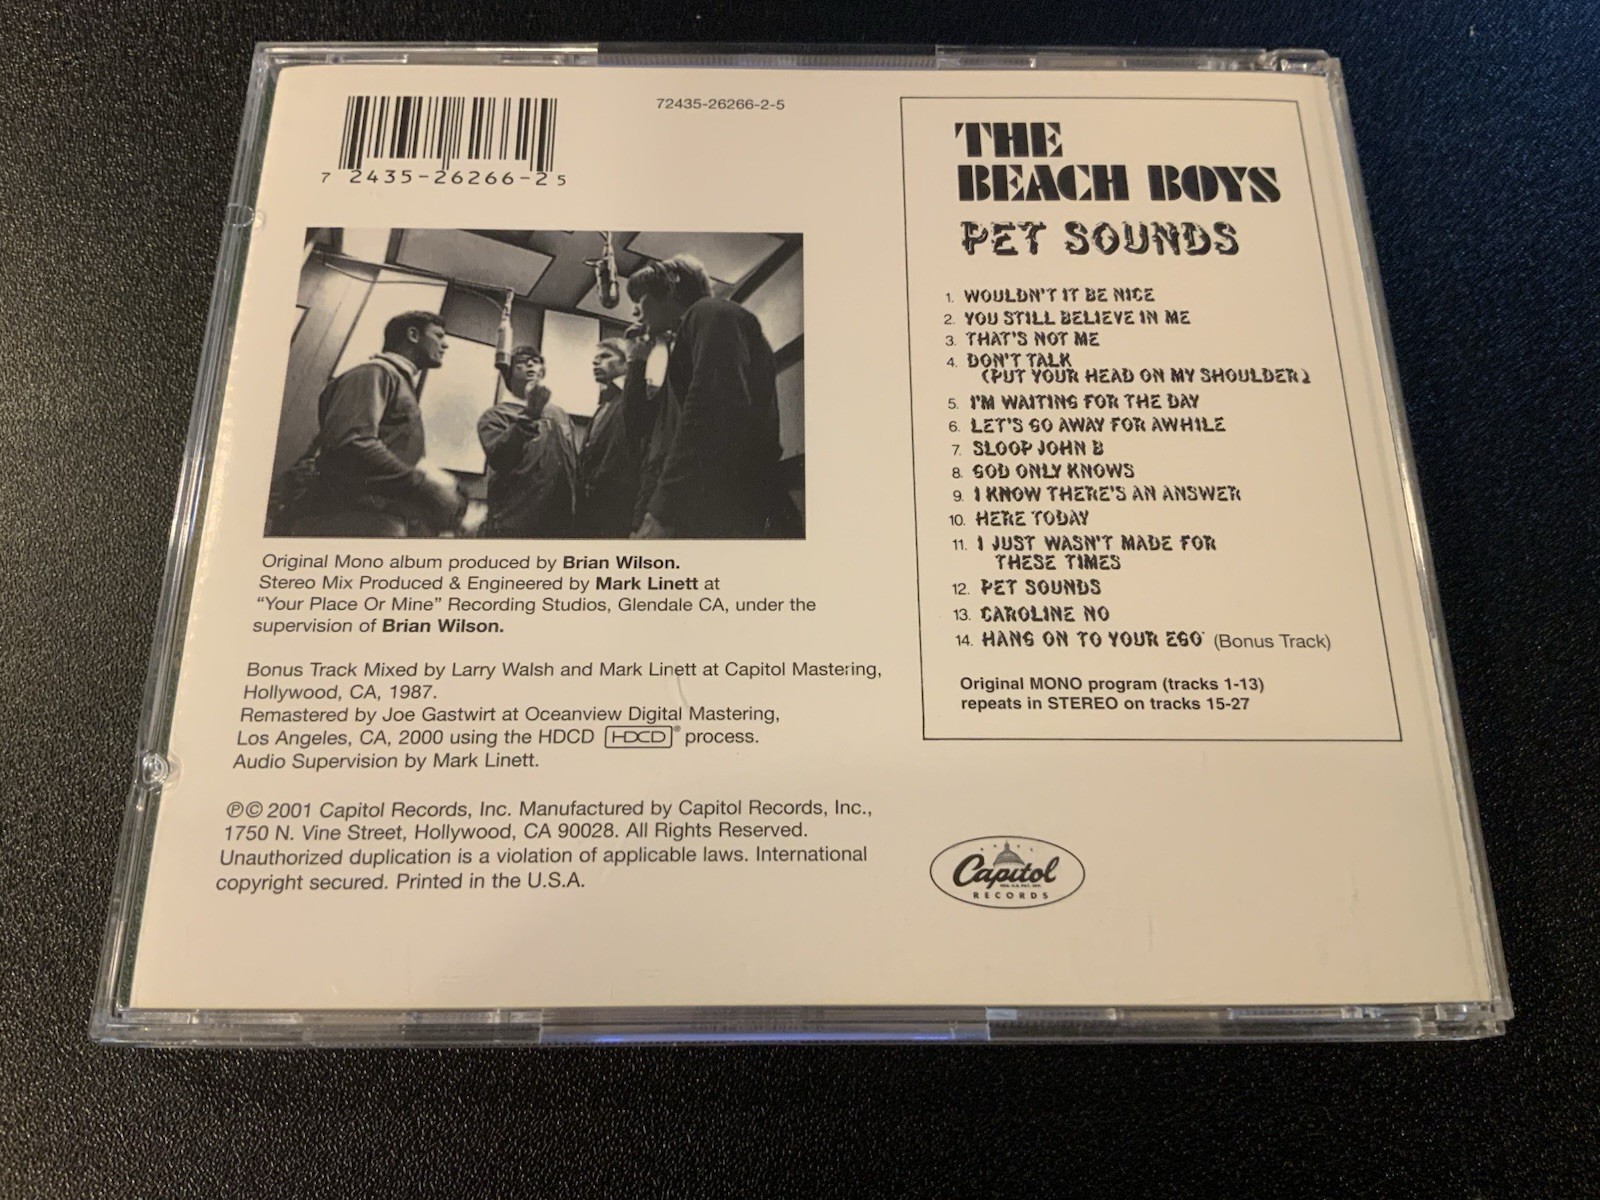 7 2435-26266-2 5
72435-26266-2-5
Original Mono album produced by Brian Wilson.
Stereo Mix Produced & Engineered by Mark Linett at
“Your Place Or Mine” Recording Studios, Glendale CA, under the
supervision of Brian Wilson.
Bonus Track Mixed by Larry Walsh and Mark Linett at Capitol Mastering,
Hollywood, CA, 1987.
Remastered by Joe Gastwirt at Oceanview Digital Mastering,
Los Angeles, CA, 2000 using the HDCD HDCD® process.
Audio Supervision by Mark Linett.
℗© 2001 Capitol Records, Inc. Manufactured by Capitol Records, Inc.,
1750 N. Vine Street, Hollywood, CA 90028. All Rights Reserved.
Unauthorized duplication is a violation of applicable laws. International
copyright secured. Printed in the U.S.A.
THE
BEACH BOYS
PET SOUNDS
1. WOULDN'T IT BE NICE
2. YOU STILL BELIEVE IN ME
3. THAT'S NOT ME
4. DON'T TALK
(PUT YOUR HEAD ON MY SHOULDER)
5. I'M WAITING FOR THE DAY
6. LET'S GO AWAY FOR AWHILE
7. SLOOP JOHN B
8. GOD ONLY KNOWS
9. I KNOW THERE'S AN ANSWER
10. HERE TODAY
11. I JUST WASN'T MADE FOR
THESE TIMES
12. PET SOUNDS
13. CAROLINE NO
14. HANG ON TO YOUR EGO (Bonus Track)
Original MONO program (tracks 1-13)
repeats in STEREO on tracks 15-27
Capitol
RECORDS